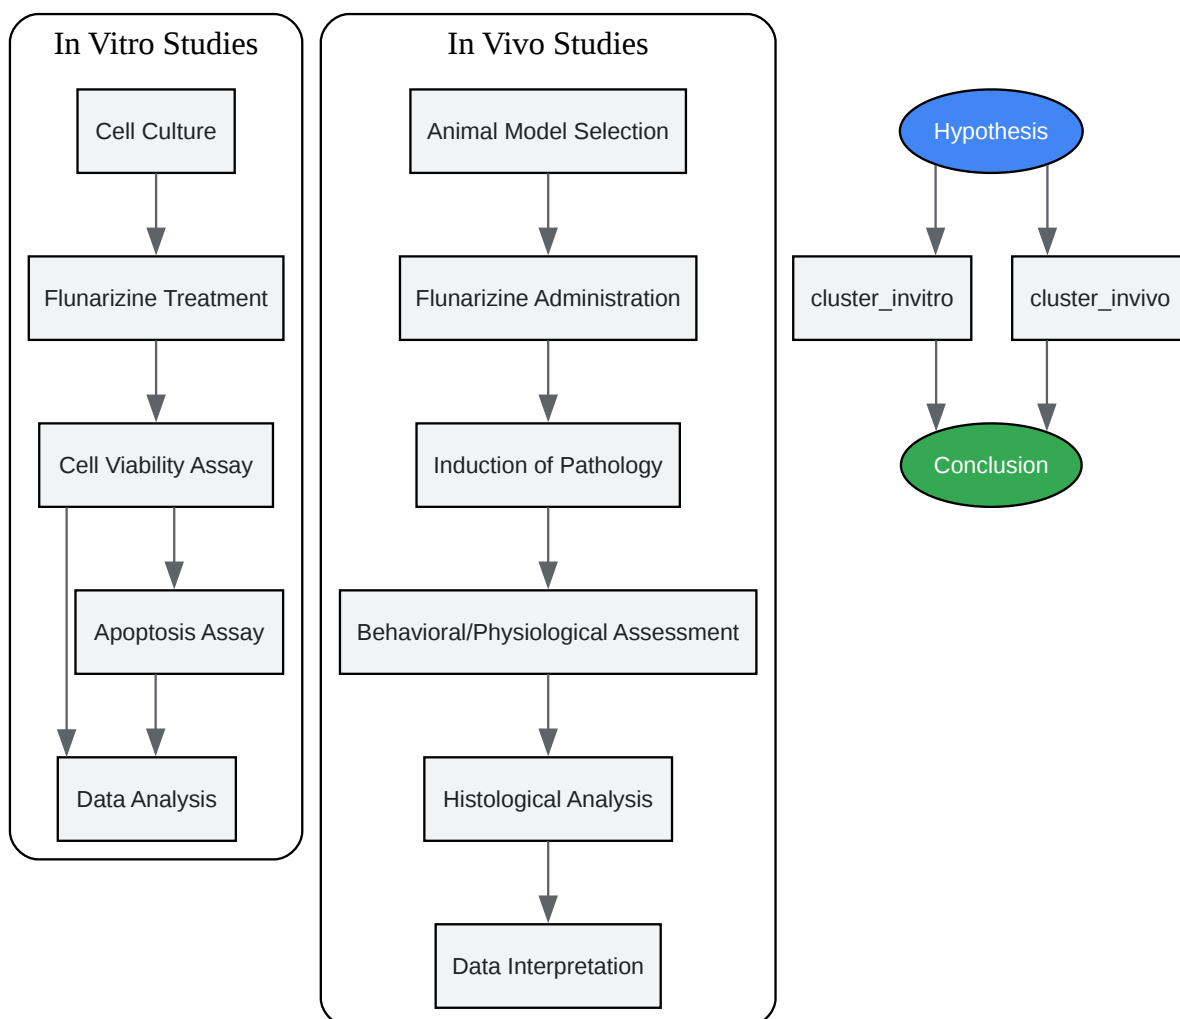 In Vitro Studies
Cell Culture
Flunarizine Treatment
Cell Viability Assay
Apoptosis Assay
Data Analysis
In Vivo Studies
Animal Model Selection
Flunarizine Administration
Induction of Pathology
Behavioral/Physiological Assessment
Histological Analysis
Data Interpretation
Hypothesis
cluster_invitro
cluster_invivo
Conclusion